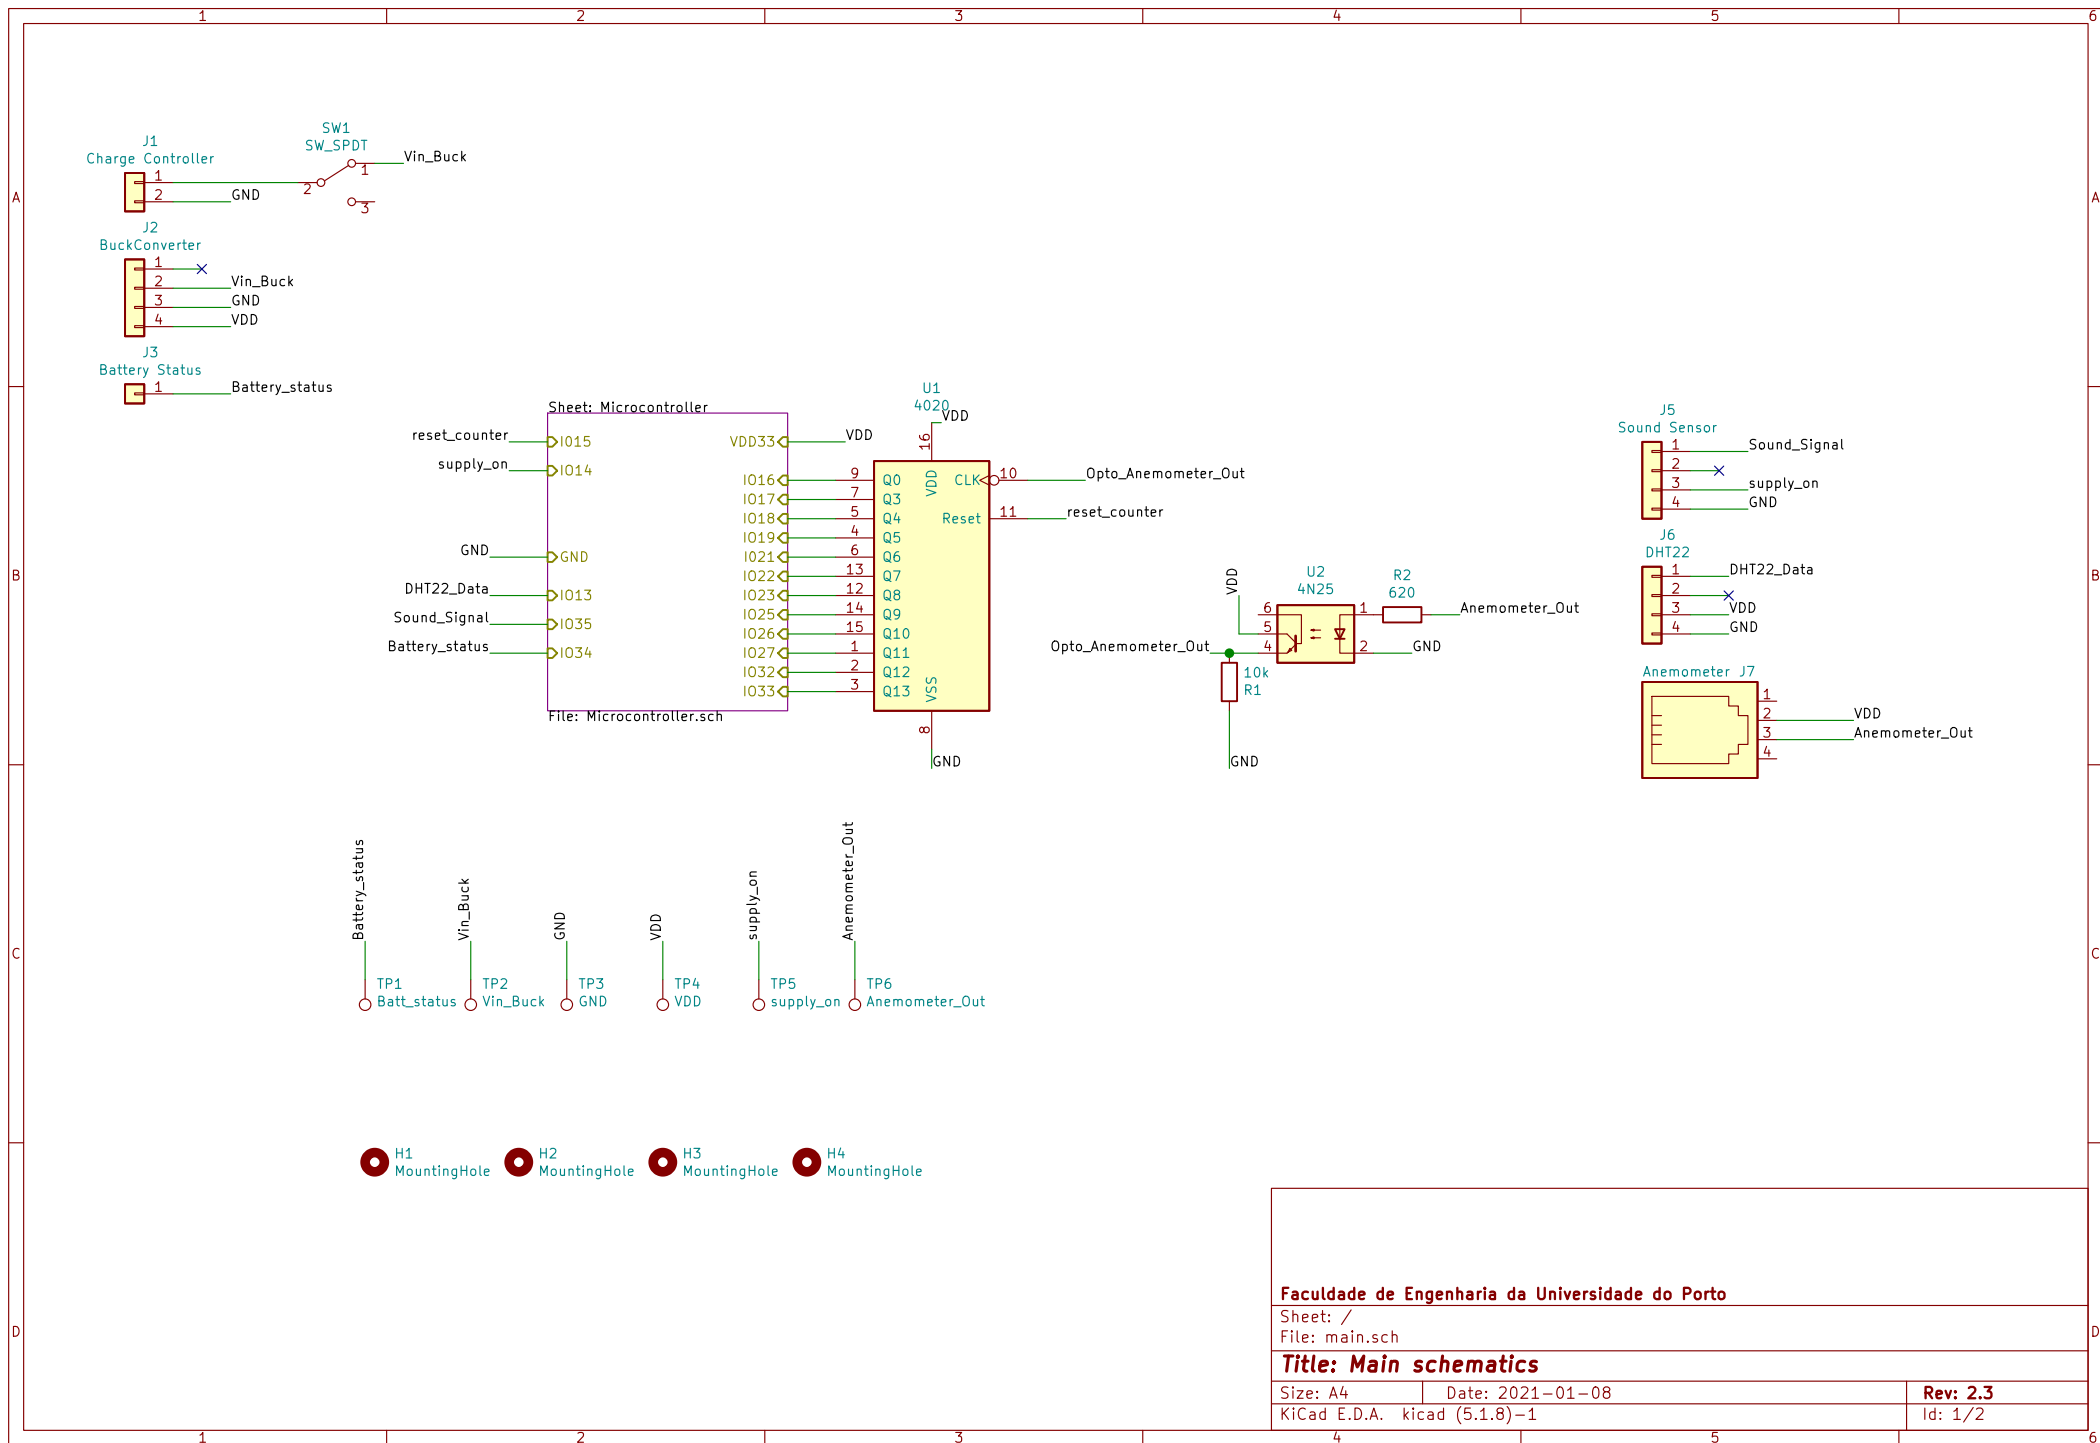 1 2 3 4 5 6
A A
B B
C C
D D
J1
Charge Controller
1
2
GND
SW1
SW_SPDT
2
1
3
Vin_Buck
J2
BuckConverter
1
2
3
4
Vin_Buck
GND
VDD
J3
Battery Status
1
Battery_status
Sheet: Microcontroller
reset_counter IO15
supply_on IO14
GND GND
DHT22_Data IO13
Sound_Signal IO35
Battery_status IO34
VDD33 VDD
IO16 9 Q0
IO17 7 Q3
IO18 5 Q4
IO19 4 Q5
IO21 6 Q6
IO22 13 Q7
IO23 12 Q8
IO25 14 Q9
IO26 15 Q10
IO27 1 Q11
IO32 2 Q12
IO33 3 Q13
File: Microcontroller.sch
U1
4020
VDD
16
VDD
CLK 10 Opto_Anemometer_Out
Reset 11 reset_counter
VSS
8
GND
VDD
U2
4N25
6
5
4
1
2
R2
620
Anemometer_Out
GND
Opto_Anemometer_Out
10k
R1
GND
J5
Sound Sensor
1 Sound_Signal
2
3 supply_on
4 GND
J6
DHT22
1 DHT22_Data
2
3 VDD
4 GND
Anemometer J7
1
2 VDD
3 Anemometer_Out
4
Battery_status
Vin_Buck
GND
VDD
supply_on
Anemometer_Out
TP1
Batt_status
TP2
Vin_Buck
TP3
GND
TP4
VDD
TP5
supply_on
TP6
Anemometer_Out
H1
MountingHole
H2
MountingHole
H3
MountingHole
H4
MountingHole
Faculdade de Engenharia da Universidade do Porto
Sheet: /
File: main.sch
Title: Main schematics
Size: A4 Date: 2021-01-08 Rev: 2.3
KiCad E.D.A. kicad (5.1.8)-1 Id: 1/2
1 2 3 4 5 6